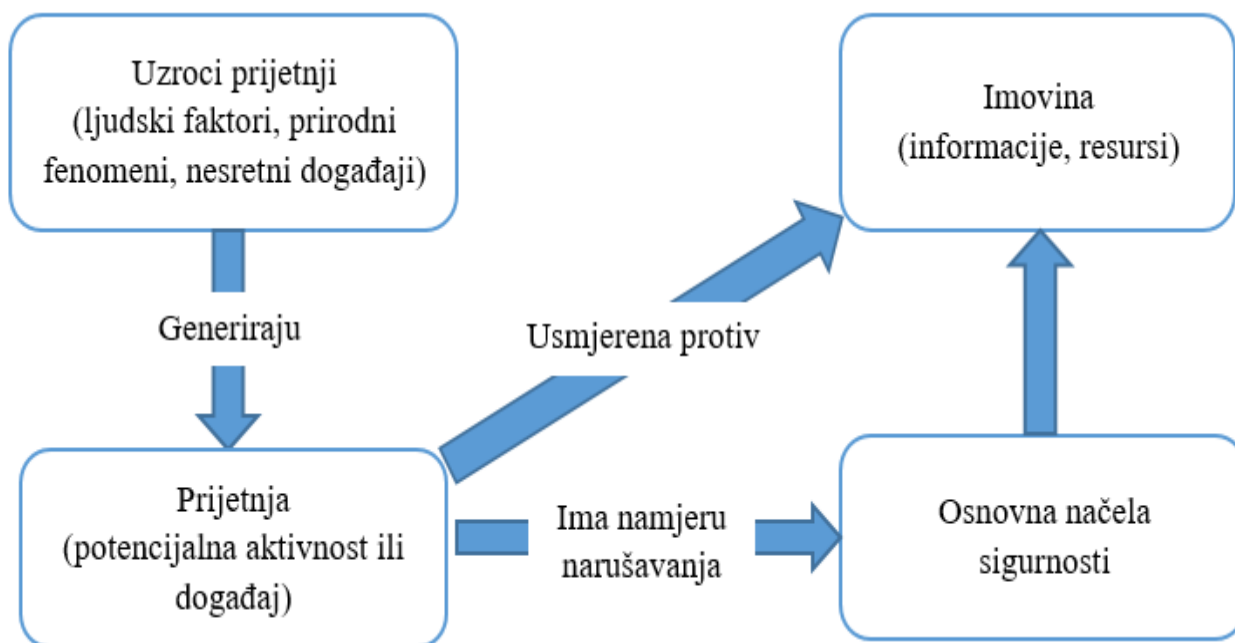 Uzroci prijetnji
(ljudski faktori, prirodni
fenomeni, nesretni događaji)
Imovina
(informacije, resursi)
Generiraju
Usmjerena protiv
Prijetnja
(potencijalna aktivnost ili
događaj)
Ima namjeru
narušavanja
Osnovna načela
sigurnosti